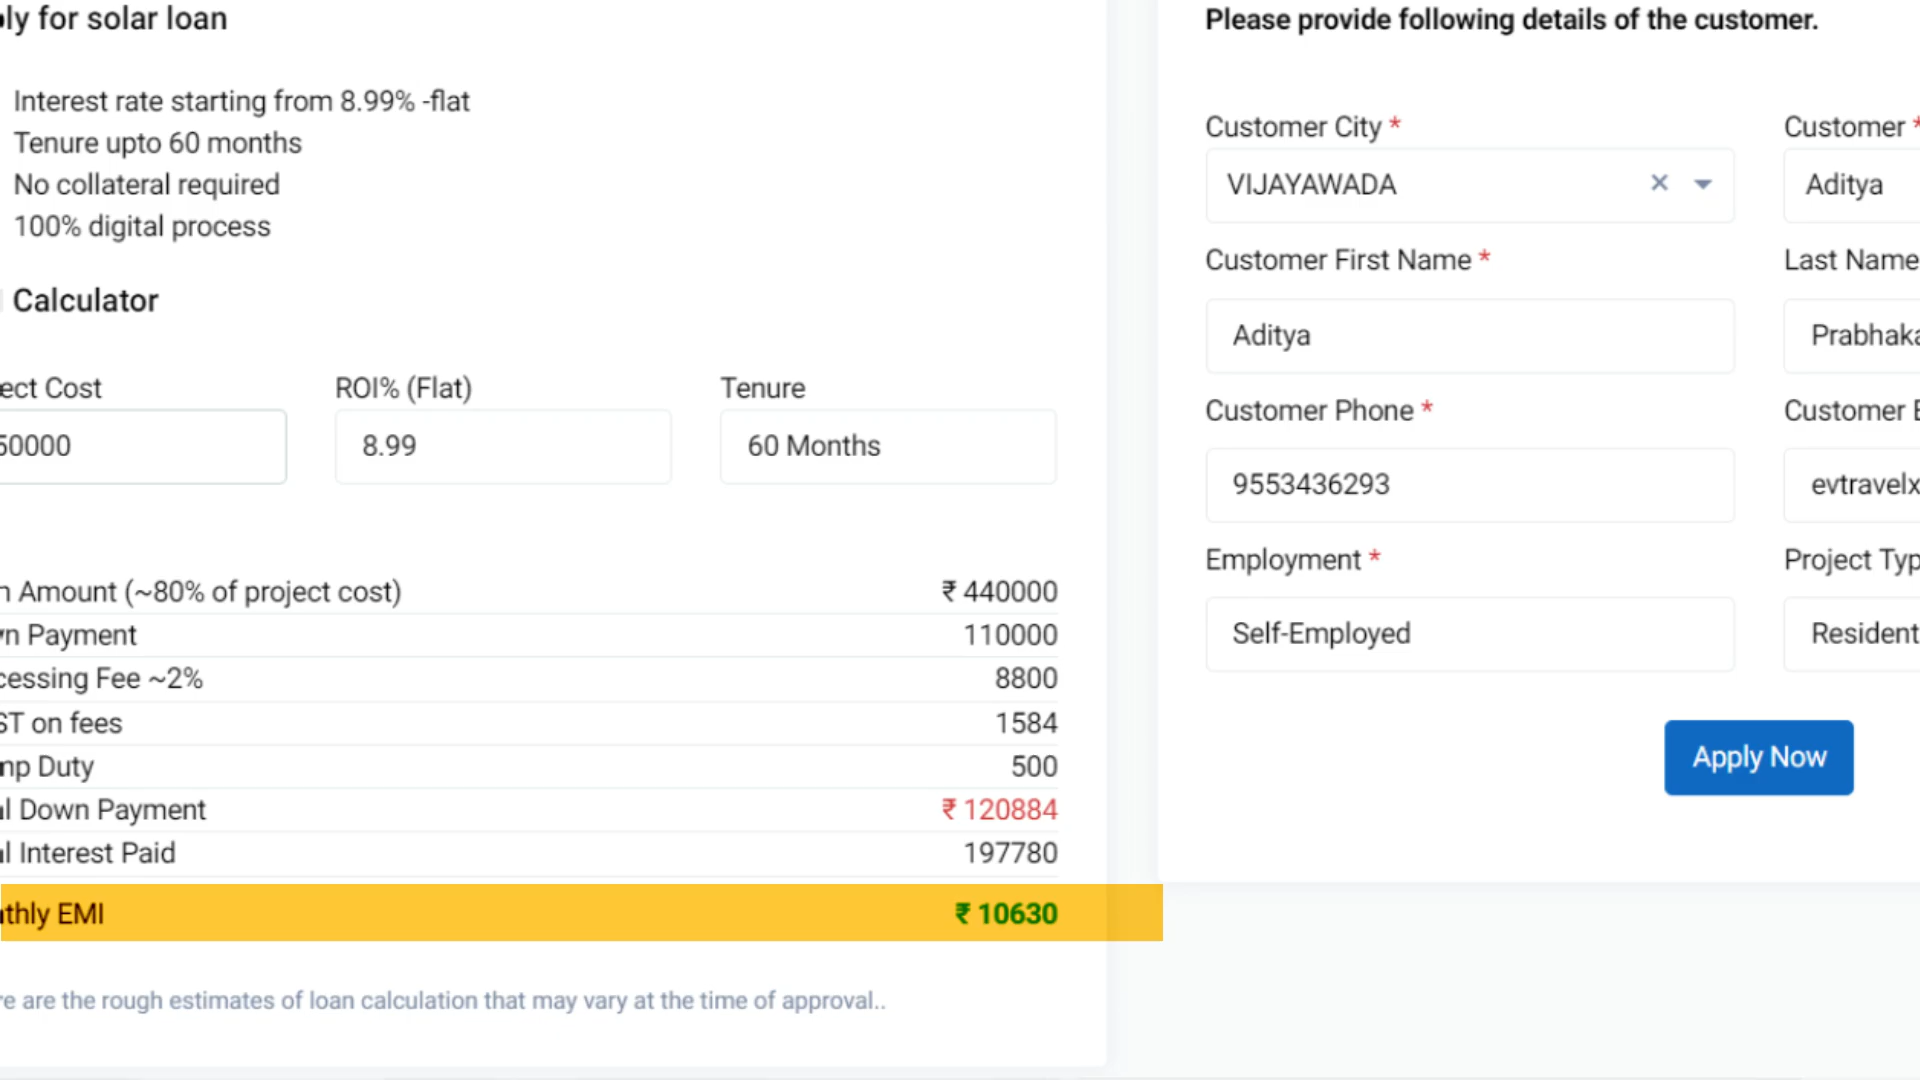 ly for solar loan
Interest rate starting from 8.99% -flat
Tenure upto 60 months
No collateral required
100% digital process
Calculator
ect Cost
ROI% (Flat)
Tenure
50000
8.99
60 Months
n Amount (~80% of project cost) ₹ 440000
n Payment 110000
cessing Fee ~2% 8800
ST on fees 1584
mp Duty 500
l Down Payment ₹ 120884
l Interest Paid 197780
thly EMI ₹ 10630
re are the rough estimates of loan calculation that may vary at the time of approval..
Please provide following details of the customer.
Customer City *
Customer *
VIJAYAWADA
Aditya
Customer First Name *
Last Name
Aditya
Prabhaka
Customer Phone *
Customer E
9553436293
evtravelx
Employment *
Project Typ
Self-Employed
Resident
Apply Now